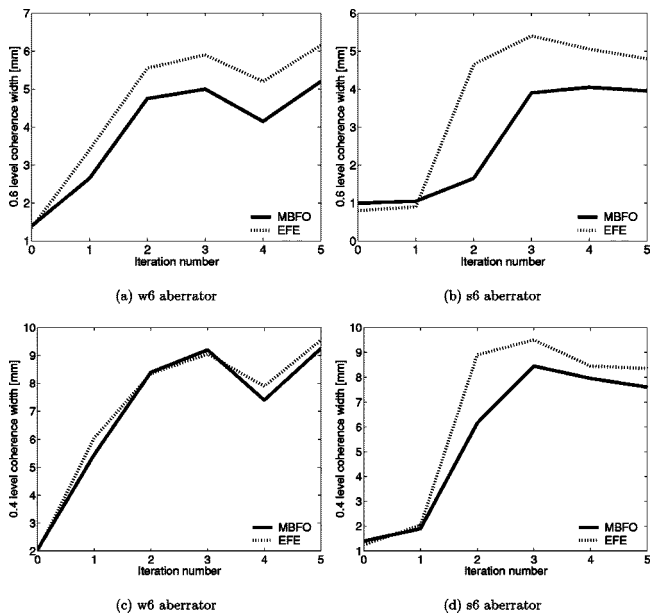 7
6
5
4
3
2
1
0.6 level coherence width [mm]
MBFO
EFE
0 1 2 3 4 5
Iteration number
(a) w6 aberrator
6
5
4
3
2
1
0
0.6 level coherence width [mm]
MBFO
EFE
0 1 2 3 4 5
Iteration number
(b) s6 aberrator
10
9
8
7
6
5
4
3
2
0.4 level coherence width [mm]
MBFO
EFE
0 1 2 3 4 5
Iteration number
(c) w6 aberrator
10
9
8
7
6
5
4
3
2
1
0.4 level coherence width [mm]
MBFO
EFE
0 1 2 3 4 5
Iteration number
(d) s6 aberrator